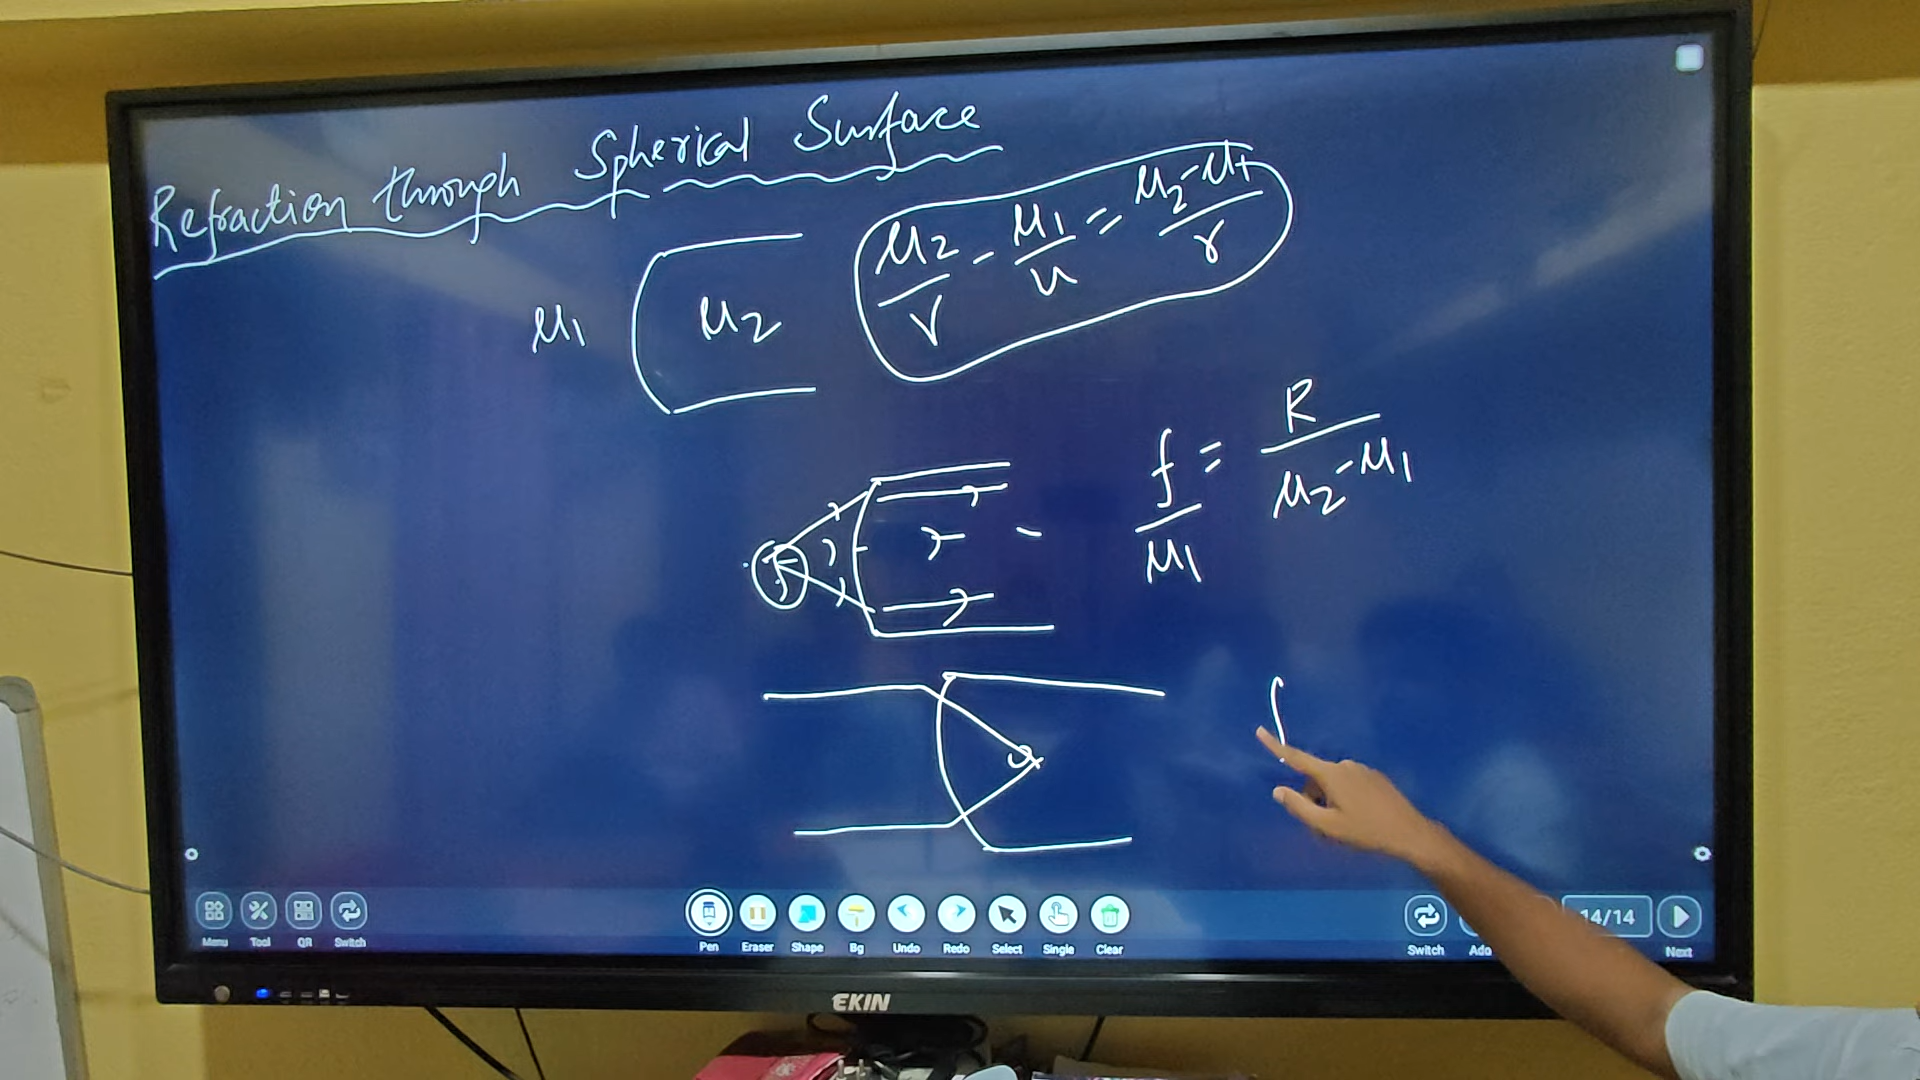 Refraction through Spherical Surface
μ1 μ2 μ2/v - μ1/u = μ2-μ1/r
f/μ1 = R/μ2-μ1
f
Menu Tool QR Switch Pen Eraser Shape Bg Undo Redo Select Single Clear Switch 14/14 Next
EKIN